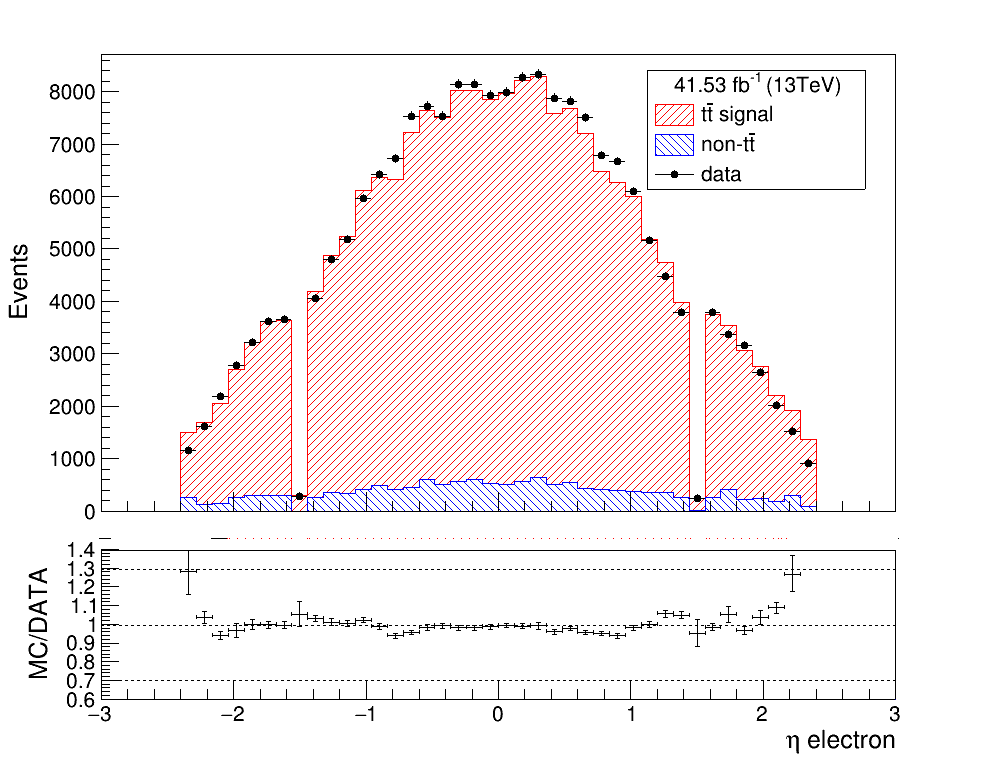 8000
7000
6000
5000
4000
3000
2000
1000
0
Events
41.53 fb⁻¹ (13TeV)
tt̄ signal
non-tt̄
data
1.4
1.3
1.2
1.1
1
0.9
0.8
0.7
0.6
MC/DATA
−3 −2 −1 0 1 2 3
η electron